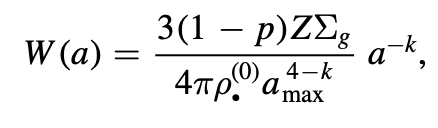 W(a) = \frac{3(1 - p)Z\Sigma_g}{4\pi\rho_{\bullet}^{(0)} a_{\max}^{4-k}} a^{-k},